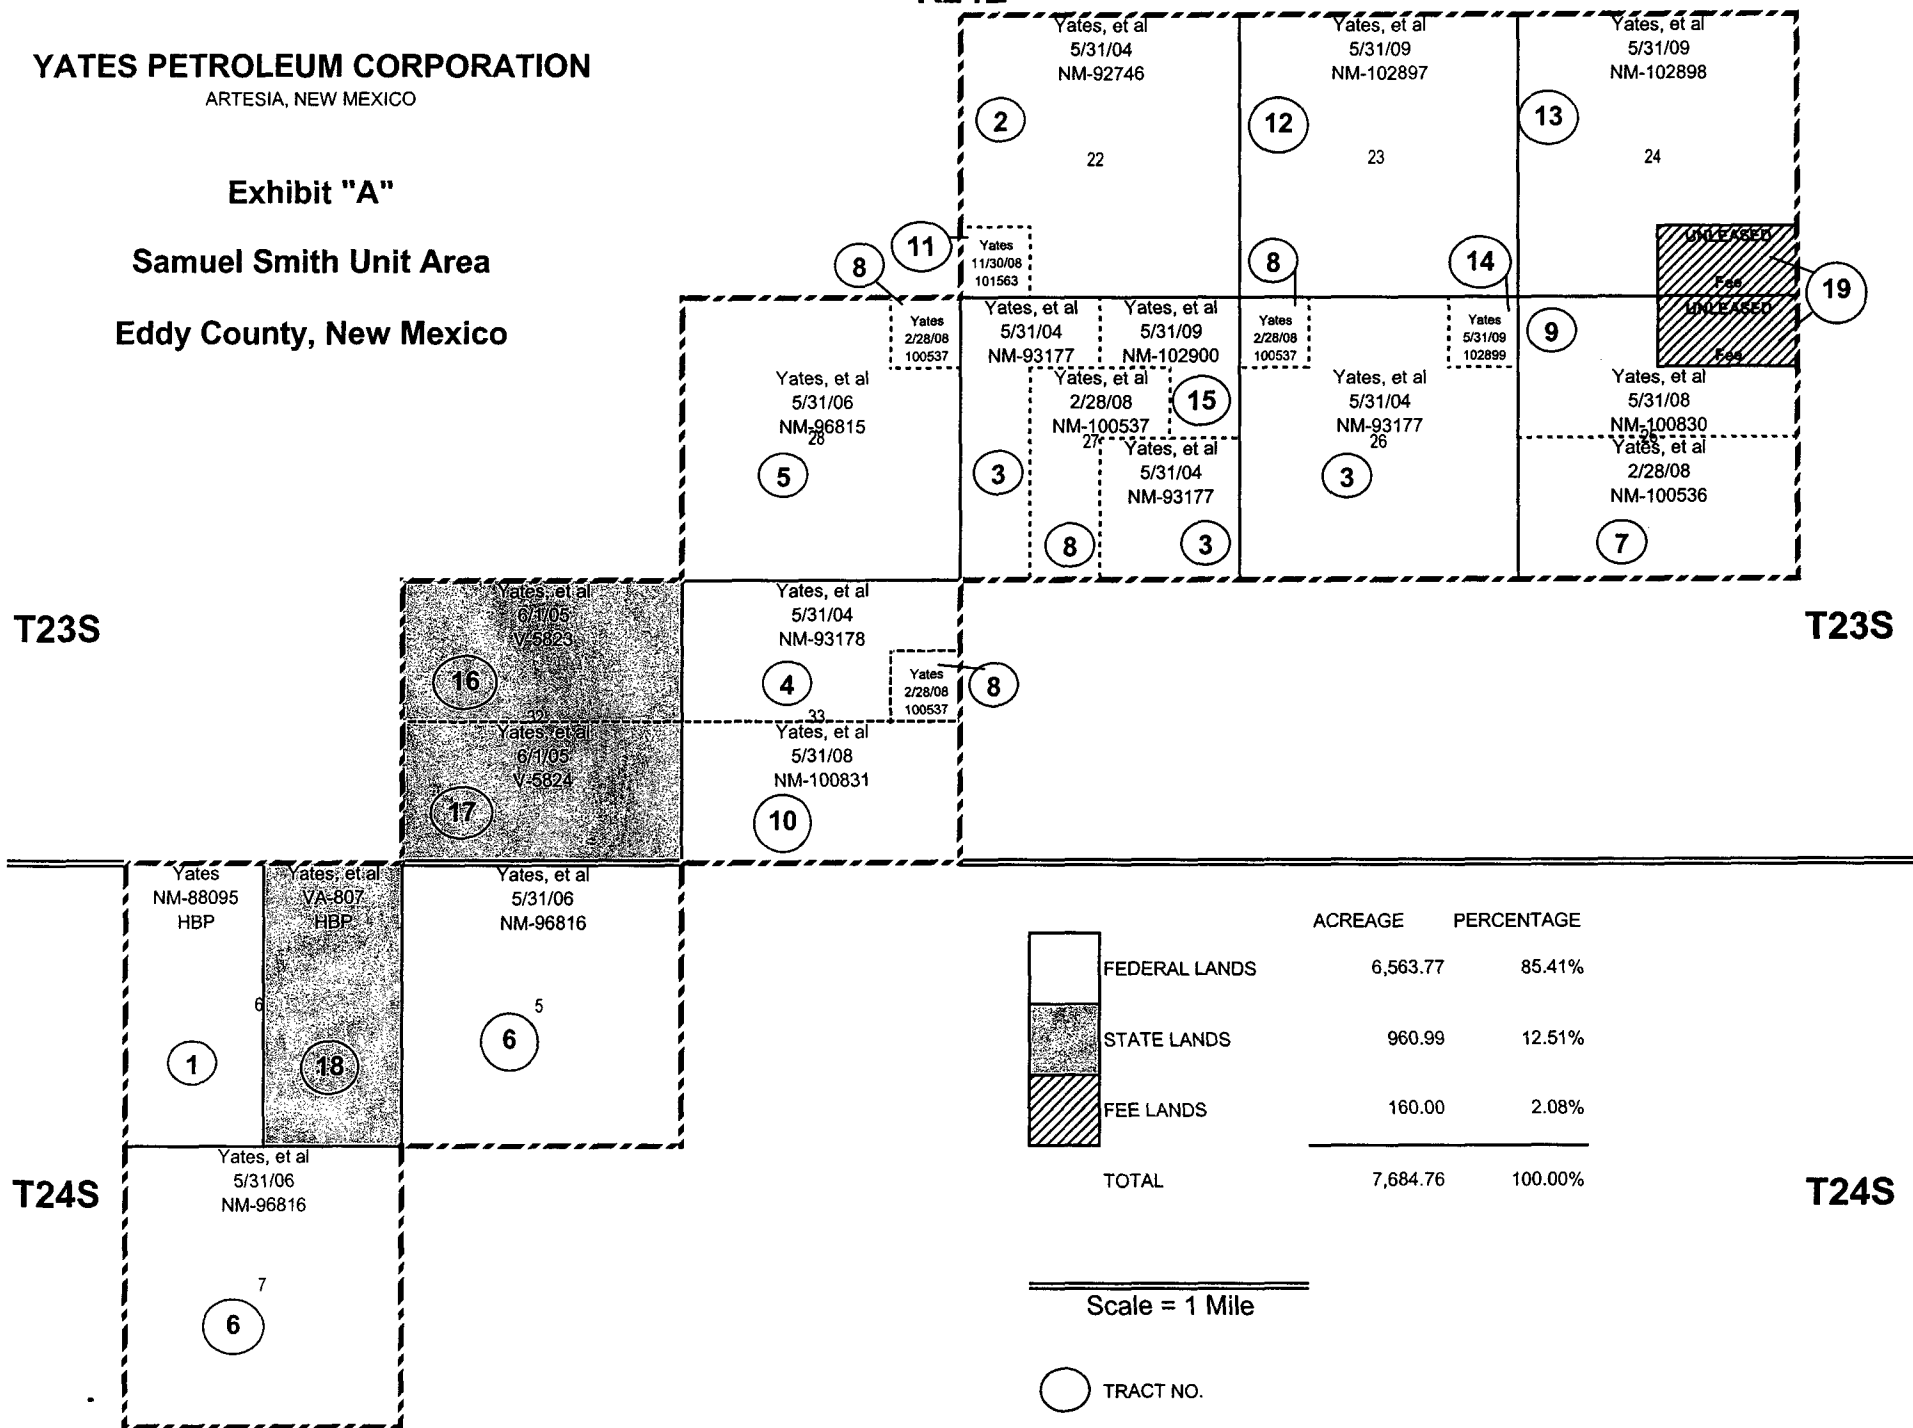 YATES PETROLEUM CORPORATION
ARTESIA, NEW MEXICO
Exhibit "A"
Samuel Smith Unit Area
Eddy County, New Mexico
Yates, et al
5/31/04
NM-92746
2
22
Yates, et al
5/31/09
NM-102897
12
23
Yates, et al
5/31/09
NM-102898
13
24
11
Yates
11/30/08
101563
8
8
14
UNLEASED
Fee
19
UNLEASED
Fee
Yates
2/28/08
100537
Yates, et al
5/31/06
NM-96815
28
5
Yates, et al
5/31/04
NM-93177
3
Yates, et al
5/31/09
NM-102900
15
Yates, et al
2/28/08
NM-100537
27
8
Yates, et al
5/31/04
NM-93177
3
Yates
2/28/08
100537
Yates
5/31/09
102899
Yates, et al
5/31/04
NM-93177
26
3
9
Yates, et al
5/31/08
NM-100830
25
Yates, et al
2/28/08
NM-100536
7
T23S
T23S
Yates, et al
6/1/05
V-5823
16
32
Yates, et al
6/1/05
V-5824
17
Yates, et al
5/31/04
NM-93178
4
33
Yates
2/28/08
100537
8
Yates, et al
5/31/08
NM-100831
10
Yates
NM-88095
HBP
6
1
Yates, et al
VA-807
HBP
18
Yates, et al
5/31/06
NM-96816
5
6
T24S
T24S
Yates, et al
5/31/06
NM-96816
7
6
ACREAGE PERCENTAGE
FEDERAL LANDS 6,563.77 85.41%
STATE LANDS 960.99 12.51%
FEE LANDS 160.00 2.08%
TOTAL 7,684.76 100.00%
Scale = 1 Mile
TRACT NO.